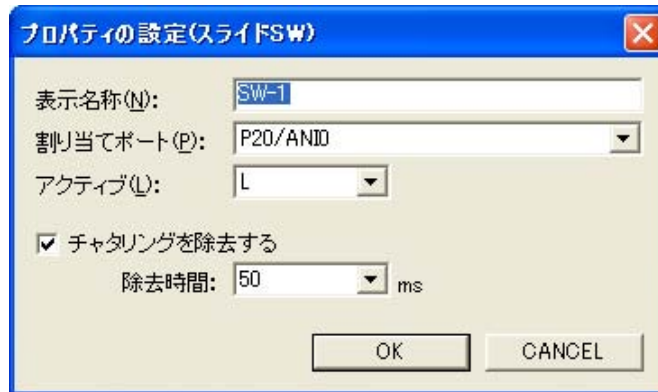 プロパティの設定(スライドSW)
表示名称(N): SW-1
割り当てポート(P): P20/ANI0
アクティブ(L): L
チャタリングを除去する
除去時間: 50 ms
OK CANCEL